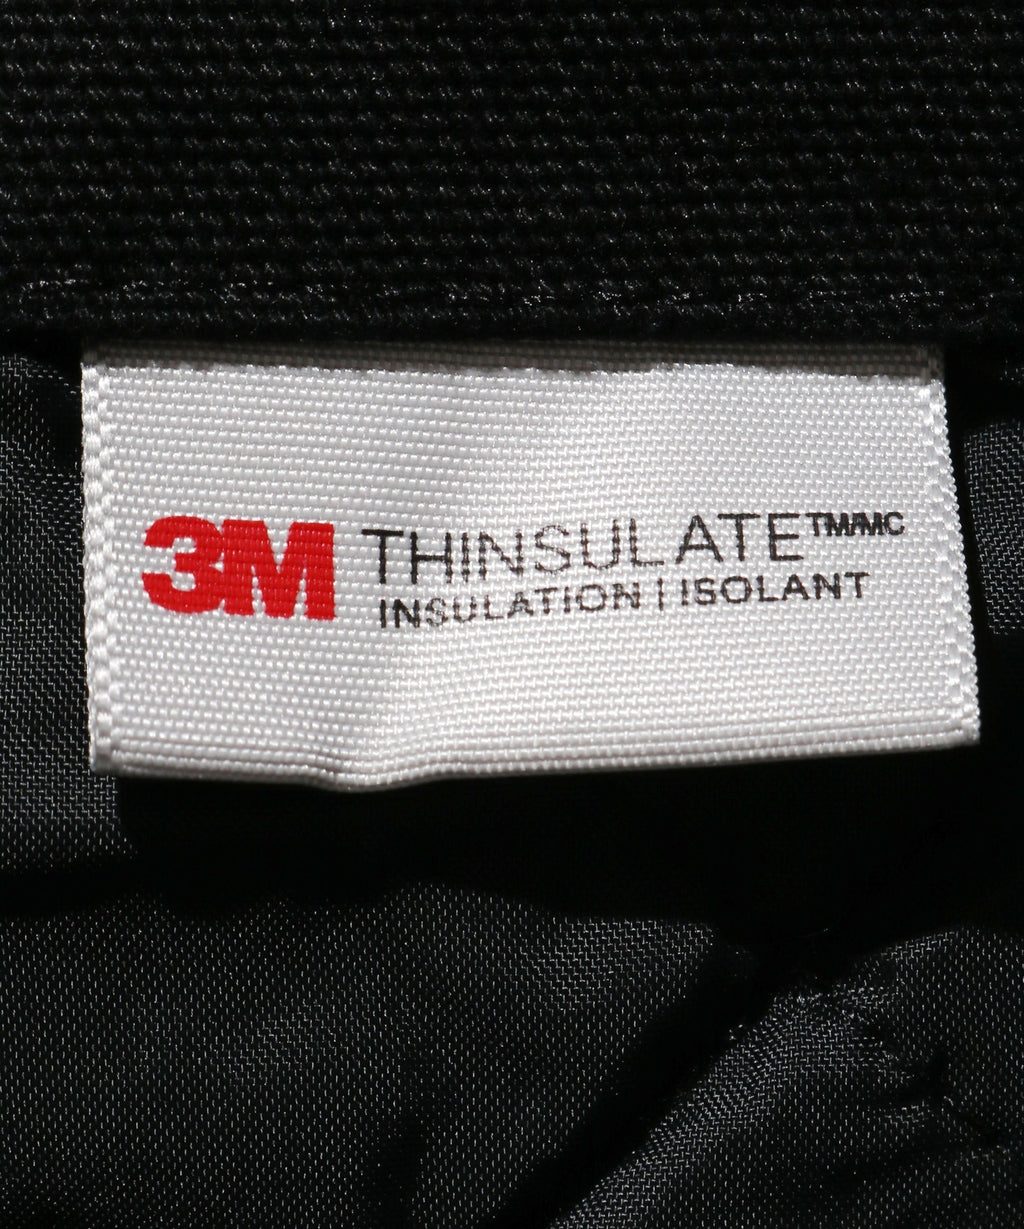 3M THINSULATE™/MC
INSULATION | ISOLANT